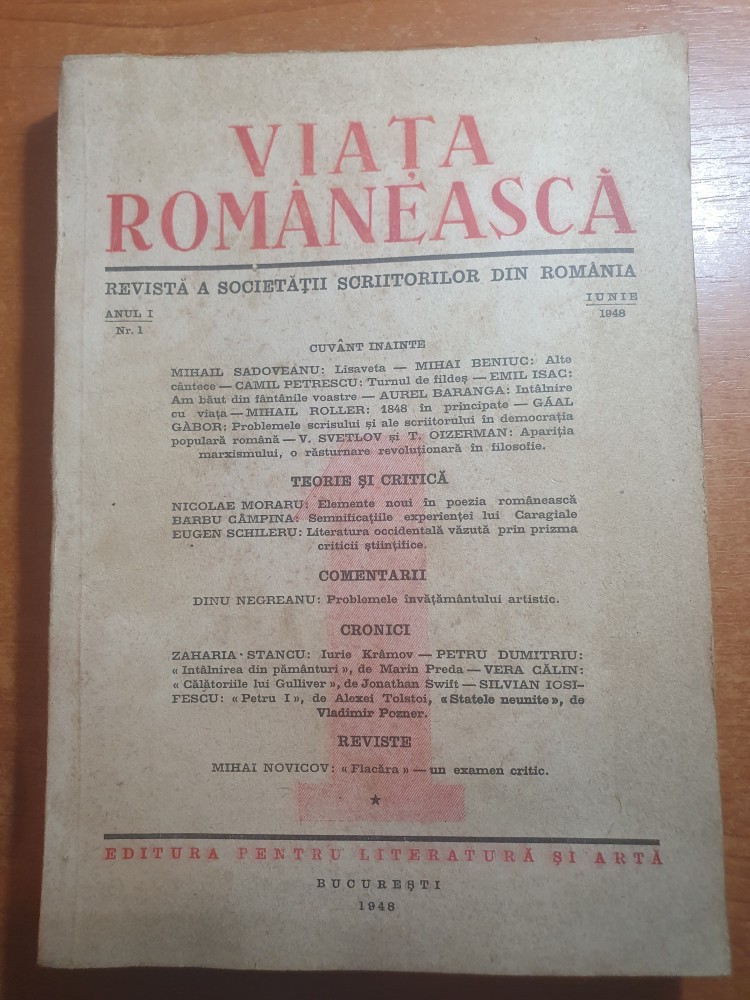 VIAȚA
ROMÂNEASCĂ
REVISTĂ A SOCIETĂȚII SCRIITORILOR DIN ROMÂNIA
ANUL I
Nr. 1
IUNIE
1948
CUVÂNT INAINTE
MIHAIL SADOVEANU: Lisaveta — MIHAI BENIUC: Alte
cântece — CAMIL PETRESCU: Turnul de fildeș — EMIL ISAC:
Am băut din fântânile voastre — AUREL BARANGA: Intâlnire
cu viața — MIHAIL ROLLER: 1848 în principate — GÁAL
GÀBOR: Problemele scrisului și ale scriitorului în democrația
populară română — V. SVETLOV și T. OIZERMAN: Apariția
marxismului, o răsturnare revoluționară în filosofie.
TEORIE ȘI CRITICĂ
NICOLAE MORARU: Elemente noui în poezia românească
BARBU CÂMPINA: Semnificațiile experienței lui Caragiale
EUGEN SCHILERU: Literatura occidentală văzută prin prizma
criticii științifice.
COMENTARII
DINU NEGREANU: Problemele învățământului artistic.
CRONICI
ZAHARIA STANCU: Iurie Krâmov — PETRU DUMITRIU:
« Intâlnirea din pământuri », de Marin Preda — VERA CĂLIN:
« Călătoriile lui Gulliver », de Jonathan Swift — SILVIAN IOSI-
FESCU: « Petru I », de Alexei Tolstoi, « Statele neunite », de
Vladimir Pozner.
REVISTE
MIHAI NOVICOV: « Flacăra » — un examen critic.
1
EDITURA PENTRU LITERATURĂ ȘI ARTĂ
BUCUREȘTI
1948